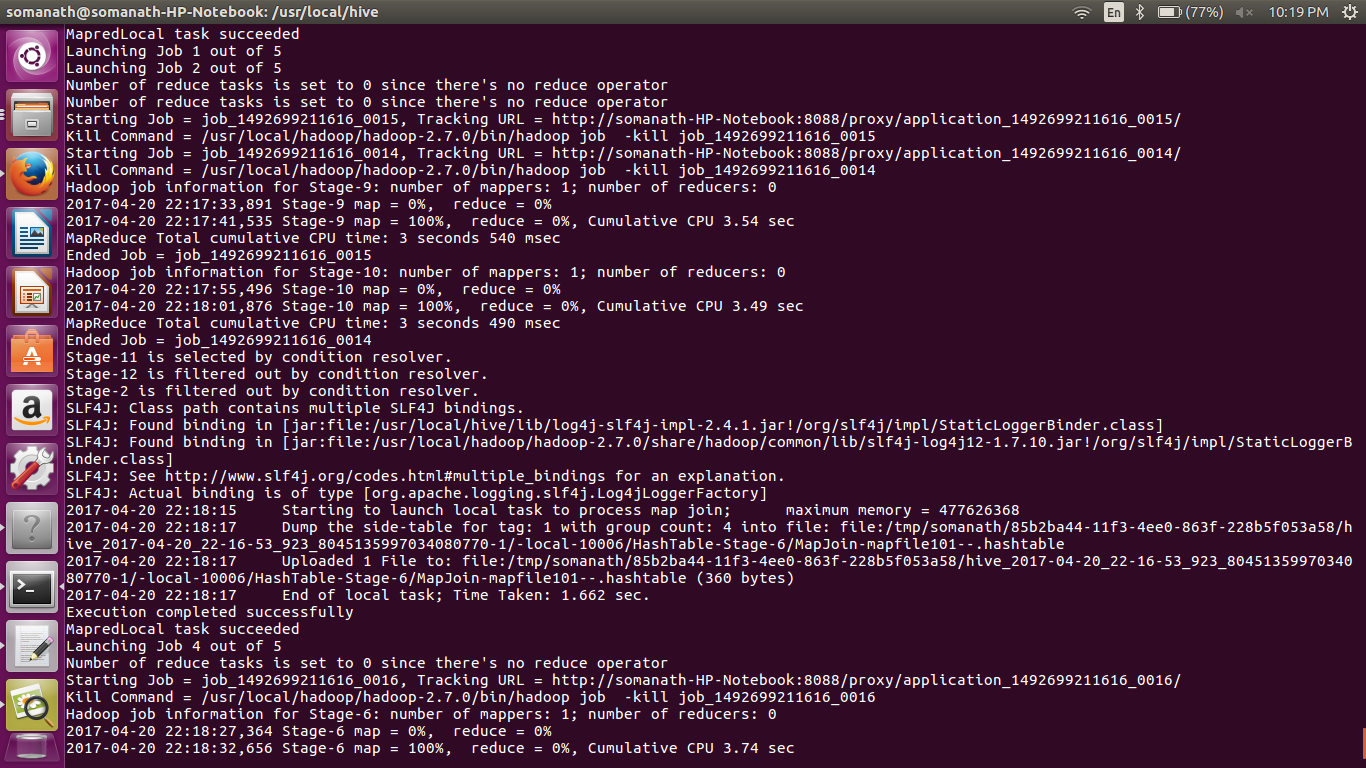 somanath@somanath-HP-Notebook: /usr/local/hive
En
(77%)
10:19 PM
MapredLocal task succeeded
Launching Job 1 out of 5
Launching Job 2 out of 5
Number of reduce tasks is set to 0 since there's no reduce operator
Number of reduce tasks is set to 0 since there's no reduce operator
Starting Job = job_1492699211616_0015, Tracking URL = http://somanath-HP-Notebook:8088/proxy/application_1492699211616_0015/
Kill Command = /usr/local/hadoop/hadoop-2.7.0/bin/hadoop job  -kill job_1492699211616_0015
Starting Job = job_1492699211616_0014, Tracking URL = http://somanath-HP-Notebook:8088/proxy/application_1492699211616_0014/
Kill Command = /usr/local/hadoop/hadoop-2.7.0/bin/hadoop job  -kill job_1492699211616_0014
Hadoop job information for Stage-9: number of mappers: 1; number of reducers: 0
2017-04-20 22:17:33,891 Stage-9 map = 0%,  reduce = 0%
2017-04-20 22:17:41,535 Stage-9 map = 100%,  reduce = 0%, Cumulative CPU 3.54 sec
MapReduce Total cumulative CPU time: 3 seconds 540 msec
Ended Job = job_1492699211616_0015
Hadoop job information for Stage-10: number of mappers: 1; number of reducers: 0
2017-04-20 22:17:55,496 Stage-10 map = 0%,  reduce = 0%
2017-04-20 22:18:01,876 Stage-10 map = 100%,  reduce = 0%, Cumulative CPU 3.49 sec
MapReduce Total cumulative CPU time: 3 seconds 490 msec
Ended Job = job_1492699211616_0014
Stage-11 is selected by condition resolver.
Stage-12 is filtered out by condition resolver.
Stage-2 is filtered out by condition resolver.
SLF4J: Class path contains multiple SLF4J bindings.
SLF4J: Found binding in [jar:file:/usr/local/hive/lib/log4j-slf4j-impl-2.4.1.jar!/org/slf4j/impl/StaticLoggerBinder.class]
SLF4J: Found binding in [jar:file:/usr/local/hadoop/hadoop-2.7.0/share/hadoop/common/lib/slf4j-log4j12-1.7.10.jar!/org/slf4j/impl/StaticLoggerB
inder.class]
SLF4J: See http://www.slf4j.org/codes.html#multiple_bindings for an explanation.
SLF4J: Actual binding is of type [org.apache.logging.slf4j.Log4jLoggerFactory]
2017-04-20 22:18:15     Starting to launch local task to process map join;      maximum memory = 477626368
2017-04-20 22:18:17     Dump the side-table for tag: 1 with group count: 4 into file: file:/tmp/somanath/85b2ba44-11f3-4ee0-863f-228b5f053a58/h
ive_2017-04-20_22-16-53_923_8045135997034080770-1/-local-10006/HashTable-Stage-6/MapJoin-mapfile101--.hashtable
2017-04-20 22:18:17     Uploaded 1 File to: file:/tmp/somanath/85b2ba44-11f3-4ee0-863f-228b5f053a58/hive_2017-04-20_22-16-53_923_80451359970340
80770-1/-local-10006/HashTable-Stage-6/MapJoin-mapfile101--.hashtable (360 bytes)
2017-04-20 22:18:17     End of local task; Time Taken: 1.662 sec.
Execution completed successfully
MapredLocal task succeeded
Launching Job 4 out of 5
Number of reduce tasks is set to 0 since there's no reduce operator
Starting Job = job_1492699211616_0016, Tracking URL = http://somanath-HP-Notebook:8088/proxy/application_1492699211616_0016/
Kill Command = /usr/local/hadoop/hadoop-2.7.0/bin/hadoop job  -kill job_1492699211616_0016
Hadoop job information for Stage-6: number of mappers: 1; number of reducers: 0
2017-04-20 22:18:27,364 Stage-6 map = 0%,  reduce = 0%
2017-04-20 22:18:32,656 Stage-6 map = 100%,  reduce = 0%, Cumulative CPU 3.74 sec